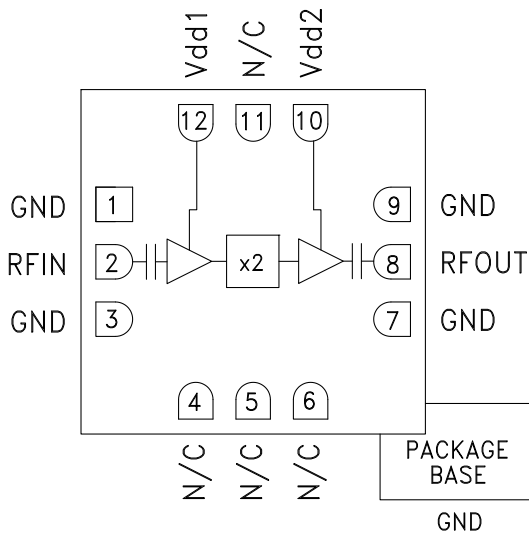 Vdd1
N/C
Vdd2
12
11
10
GND
1
9
GND
RFIN
2
x2
8
RFOUT
GND
3
7
GND
4
5
6
N/C
N/C
N/C
PACKAGE
BASE
GND